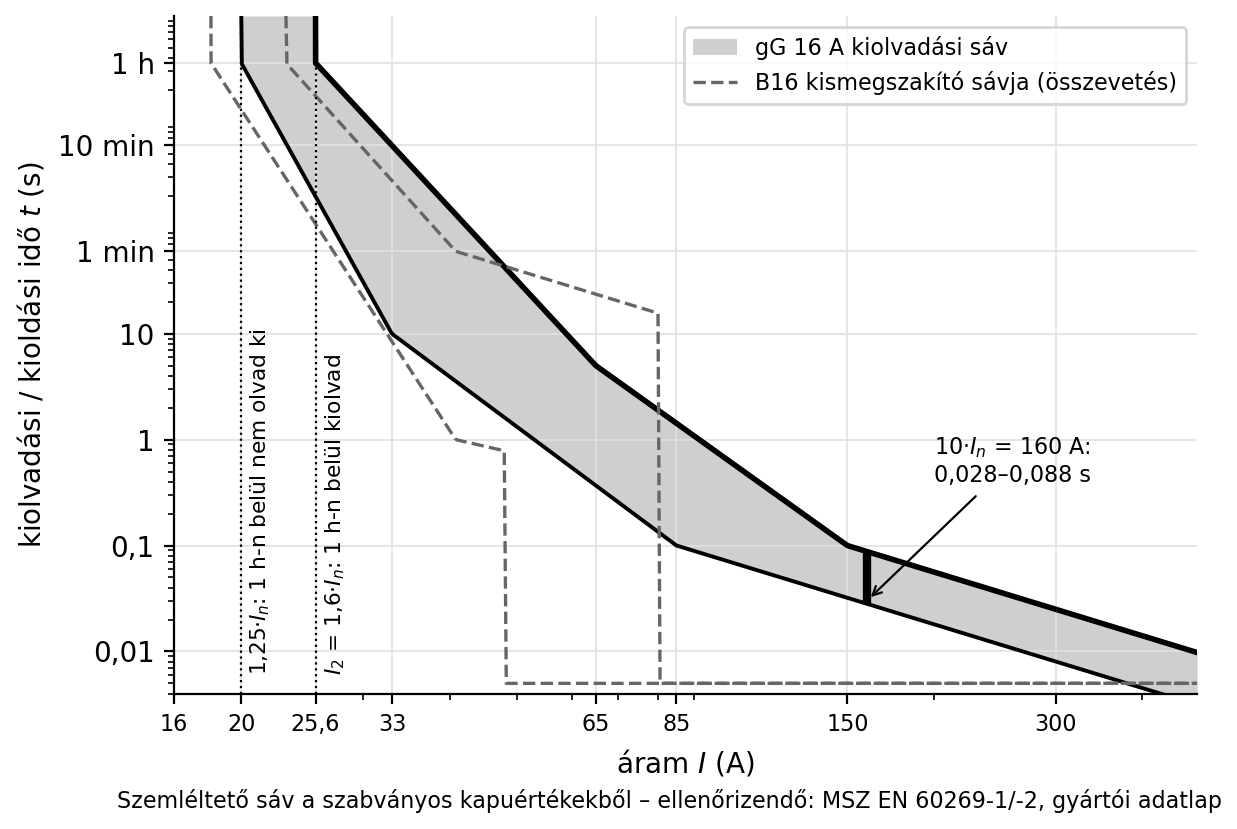 gG 16 A kiolvadási sáv
B16 kismegszakító sávja (összevetés)
kiolvadási / kioldási idő t (s)
1 h
10 min
1 min
10
1
0,1
0,01
1,25·Iₙ: 1 h-n belül nem olvad ki
I₂ = 1,6·Iₙ: 1 h-n belül kiolvad
10·Iₙ = 160 A:
0,028–0,088 s
16 20 25,6 33 65 85 150 300
áram I (A)
Szemléltető sáv a szabványos kapuértékekből – ellenőrizendő: MSZ EN 60269-1/-2, gyártói adatlap